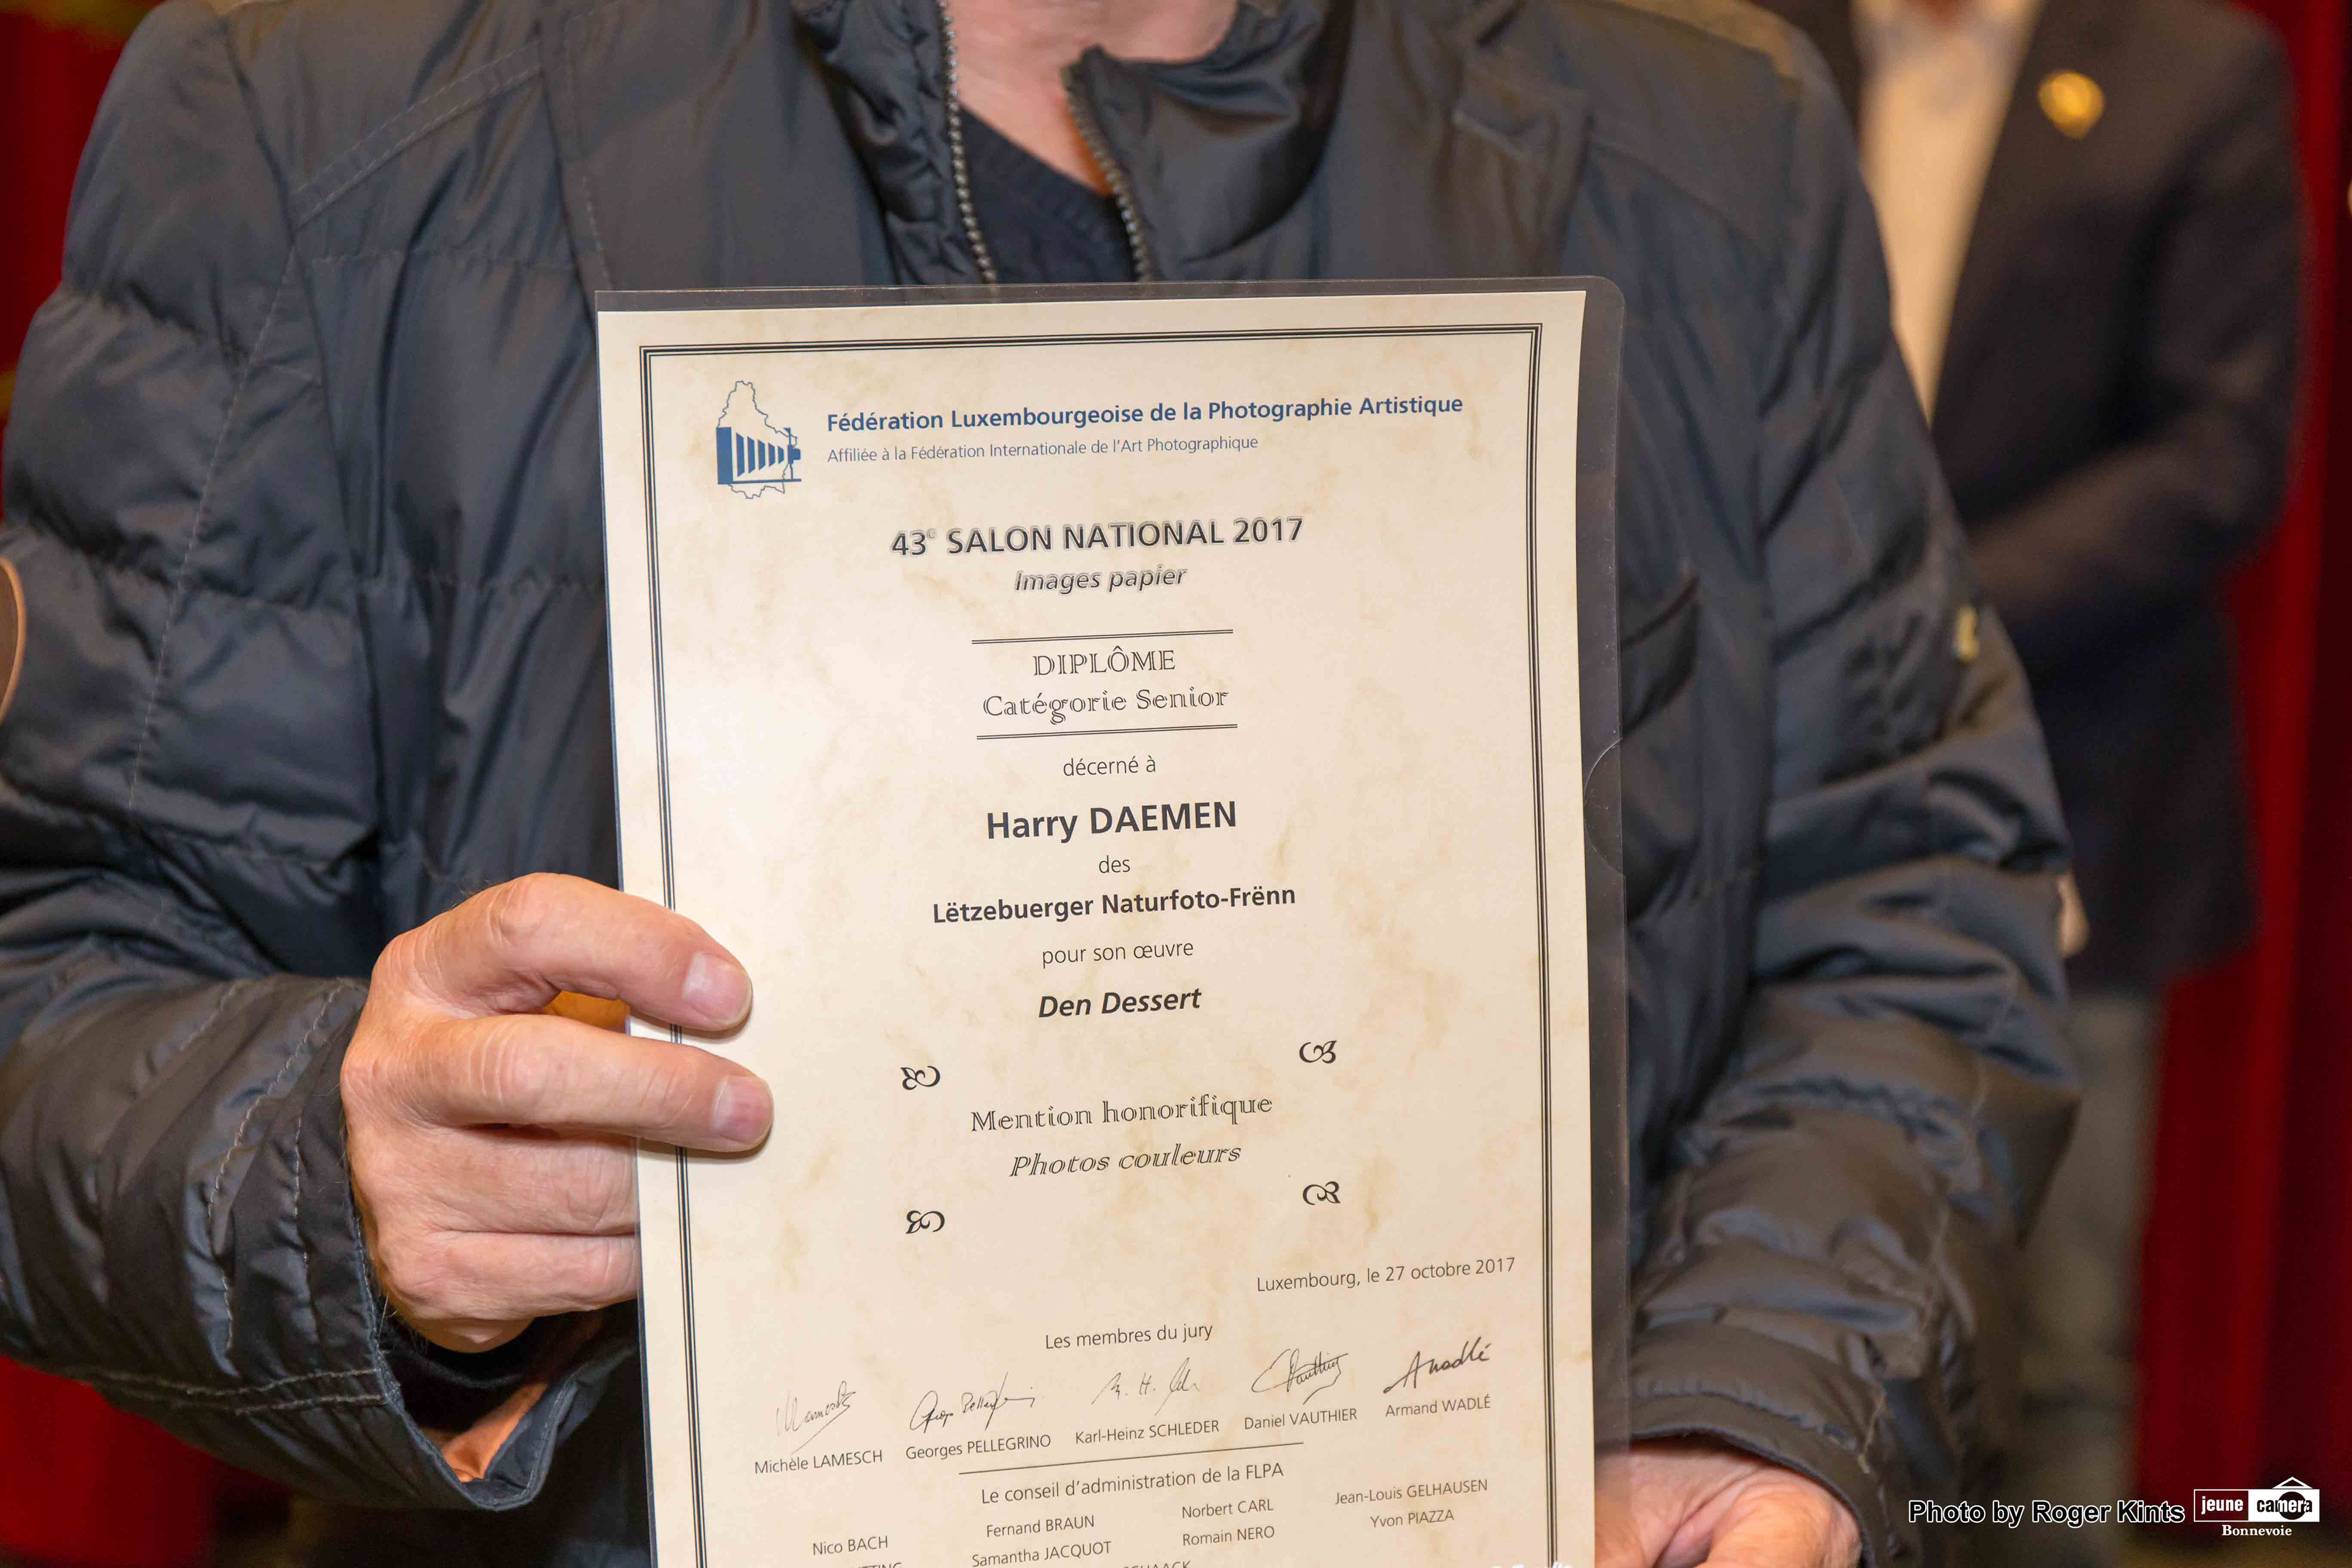 Fédération Luxembourgeoise de la Photographie Artistique
Affiliée à la Fédération Internationale de l'Art Photographique
43e SALON NATIONAL 2017
Images papier
DIPLÔME
Catégorie Senior
décerné à
Harry DAEMEN
des
Lëtzebuerger Naturfoto-Frënn
pour son œuvre
Den Dessert
Mention honorifique
Photos couleurs
Luxembourg, le 27 octobre 2017
Les membres du jury
Michèle LAMESCH Georges PELLEGRINO Karl-Heinz SCHLEDER Daniel VAUTHIER Armand WADLÉ
Le conseil d'administration de la FLPA
Nico BACH Fernand BRAUN Norbert CARL Jean-Louis GELHAUSEN
Samantha JACQUOT Romain NERO Yvon PIAZZA
Photo by Roger Kints
jeune camera
Bonnevoie